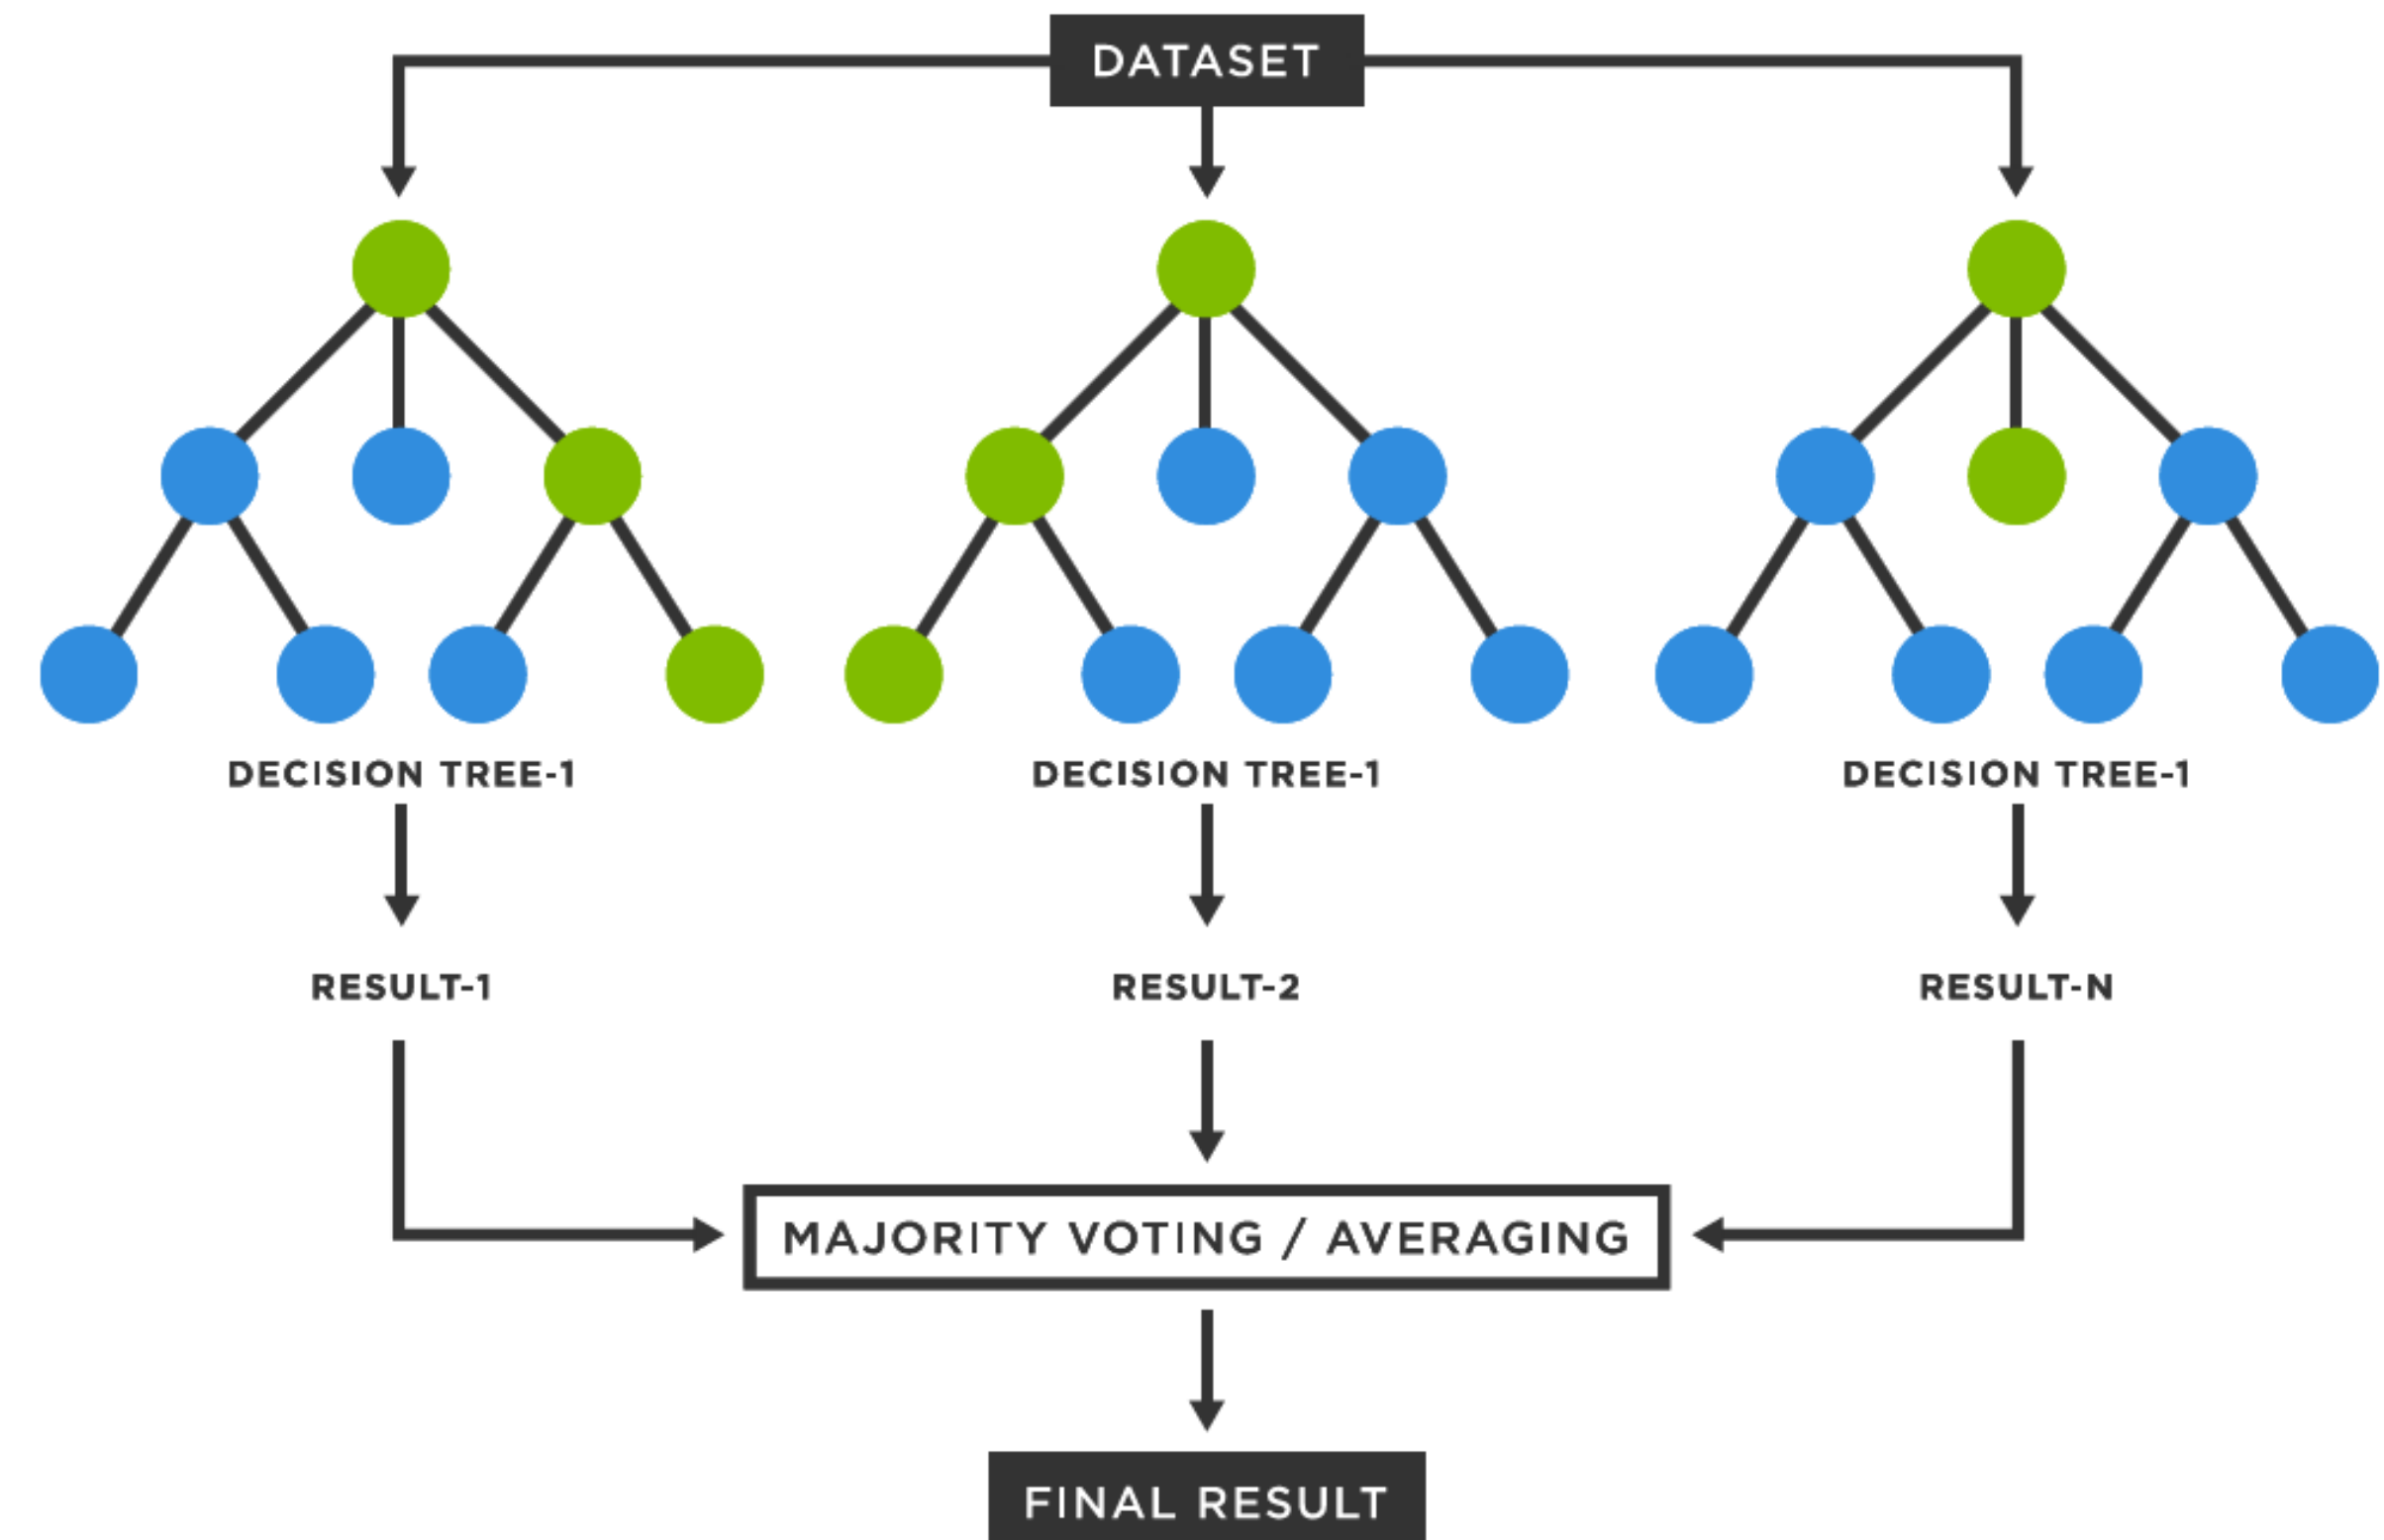 DATASET
DECISION TREE-1
DECISION TREE-1
DECISION TREE-1
RESULT-1
RESULT-2
RESULT-N
MAJORITY VOTING / AVERAGING
FINAL RESULT